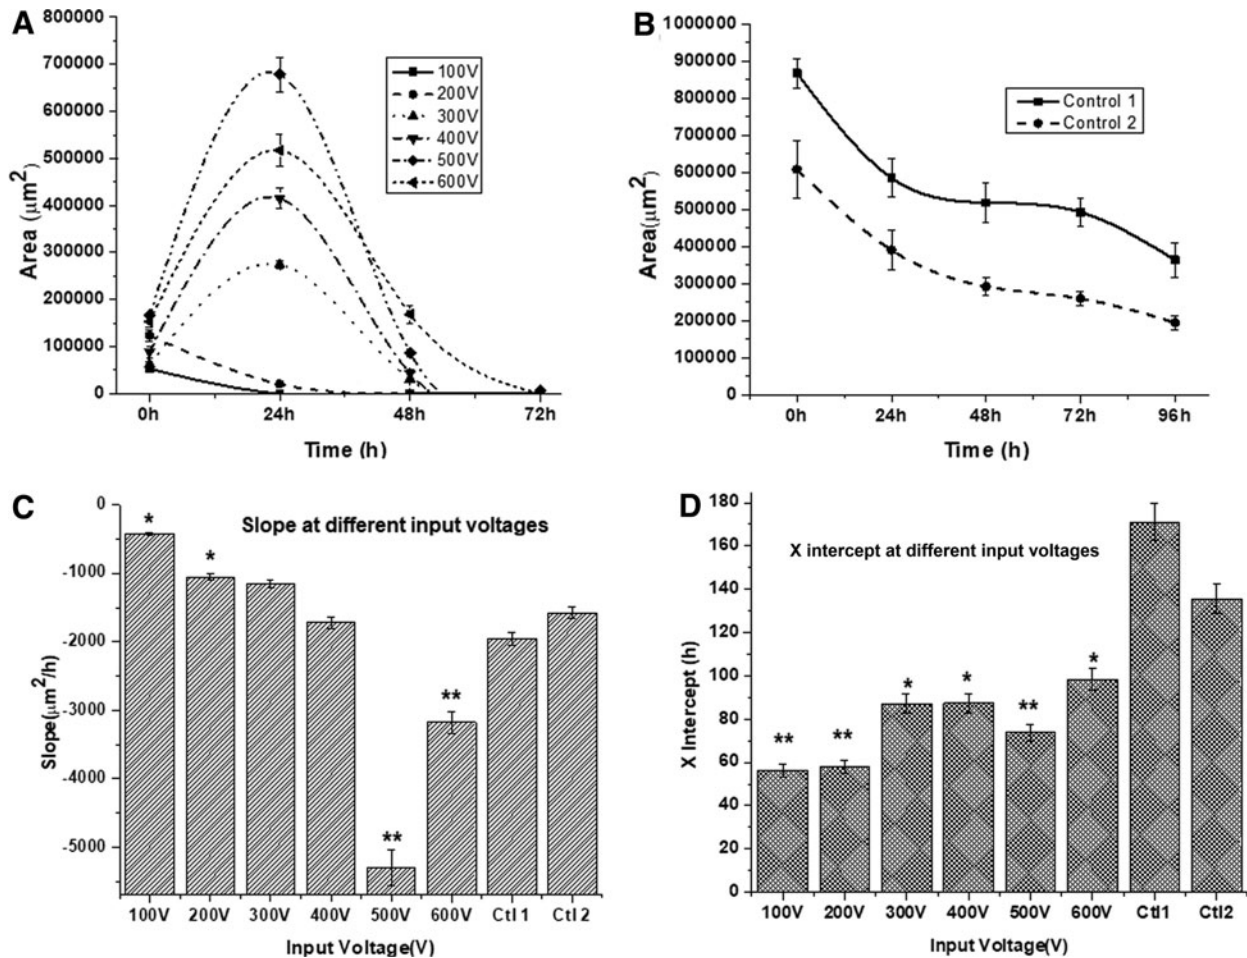 A
800000
700000
600000
500000
400000
300000
200000
100000
0
Area (μm2)
100V
200V
300V
400V
500V
600V
0h 24h 48h 72h
Time (h)
B
1000000
900000
800000
700000
600000
500000
400000
300000
200000
100000
0
Area(μm2)
Control 1
Control 2
0h 24h 48h 72h 96h
Time (h)
C
Slope at different input voltages
0
-1000
-2000
-3000
-4000
-5000
Slope(μm2/h)
* * ** **
100V 200V 300V 400V 500V 600V Ctl1 Ctl2
Input Voltage(V)
D
X intercept at different input voltages
180
160
140
120
100
80
60
40
20
0
X Intercept (h)
** ** * * ** *
100V 200V 300V 400V 500V 600V Ctl1 Ctl2
Input Voltage(V)